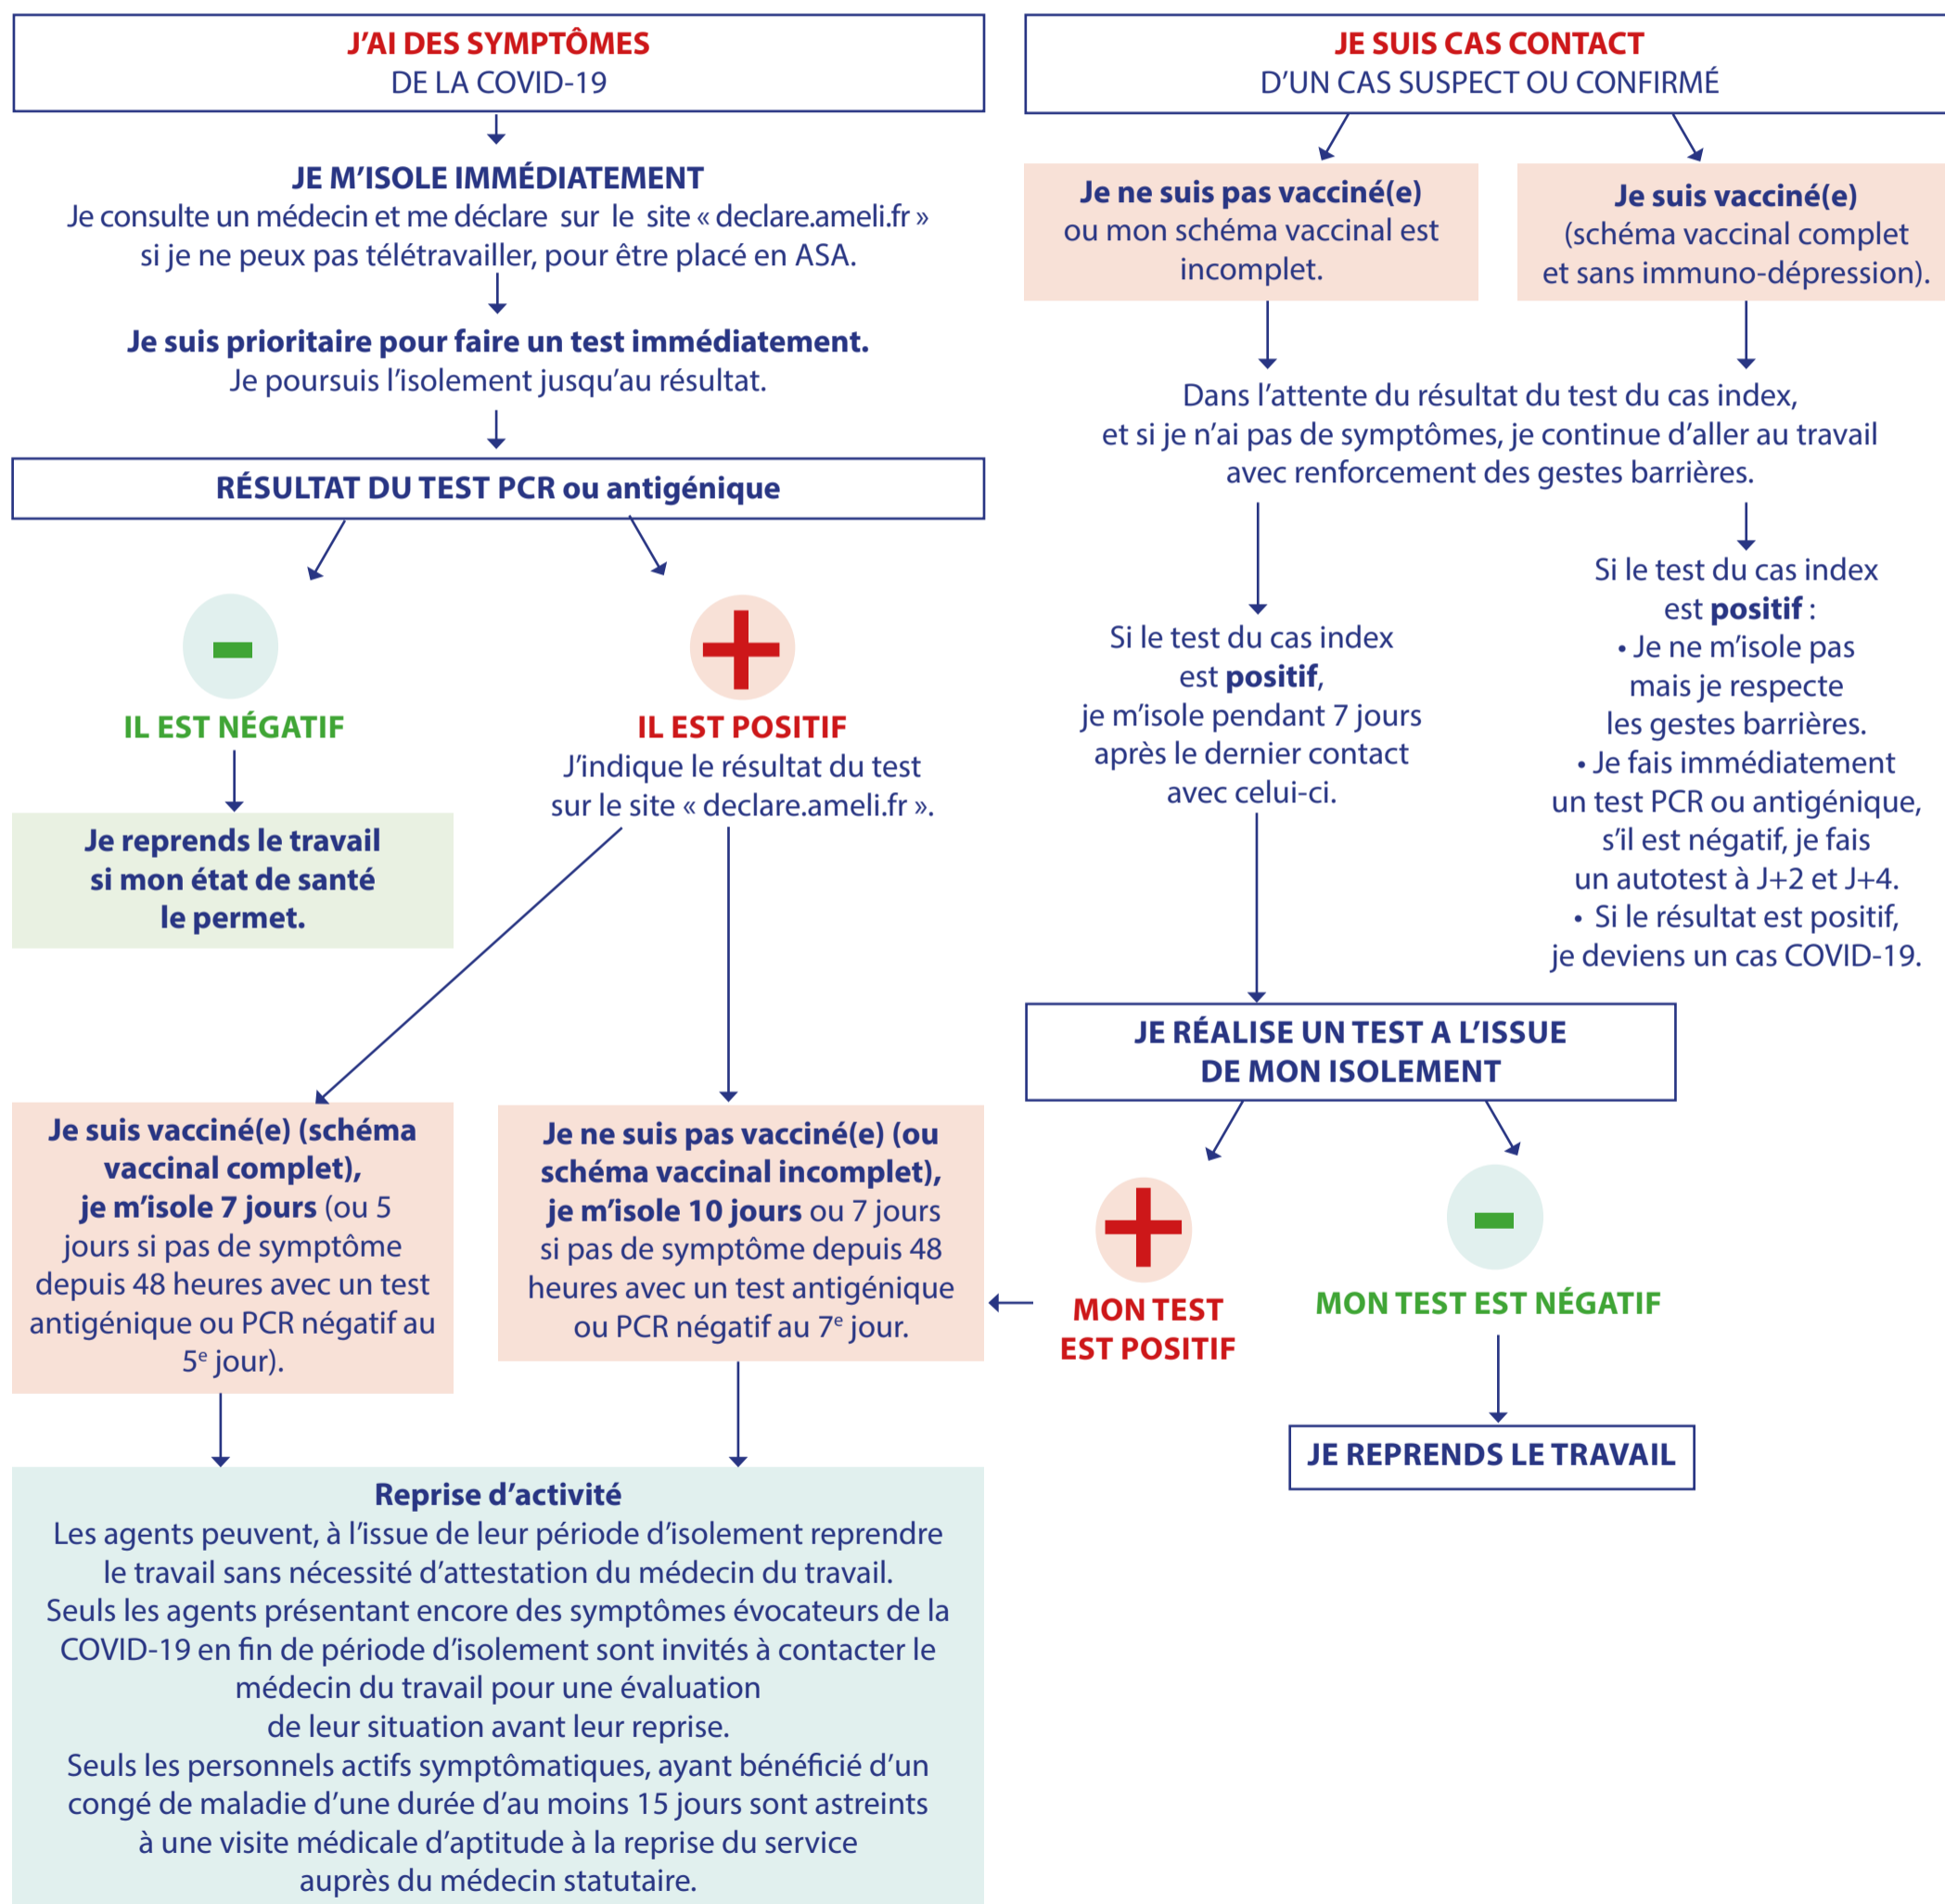 J'AI DES SYMPTÔMES
DE LA COVID-19
JE M'ISOLE IMMÉDIATEMENT
Je consulte un médecin et me déclare sur le site « declare.ameli.fr »
si je ne peux pas télétravailler, pour être placé en ASA.
Je suis prioritaire pour faire un test immédiatement.
Je poursuis l'isolement jusqu'au résultat.
RÉSULTAT DU TEST PCR ou antigénique
-
IL EST NÉGATIF
Je reprends le travail
si mon état de santé
le permet.
+
IL EST POSITIF
J'indique le résultat du test
sur le site « declare.ameli.fr ».
Je suis vacciné(e) (schéma
vaccinal complet),
je m'isole 7 jours (ou 5
jours si pas de symptôme
depuis 48 heures avec un test
antigénique ou PCR négatif au
5e jour).
Je ne suis pas vacciné(e) (ou
schéma vaccinal incomplet),
je m'isole 10 jours ou 7 jours
si pas de symptôme depuis 48
heures avec un test antigénique
ou PCR négatif au 7e jour.
Reprise d'activité
Les agents peuvent, à l'issue de leur période d'isolement reprendre
le travail sans nécessité d'attestation du médecin du travail.
Seuls les agents présentant encore des symptômes évocateurs de la
COVID-19 en fin de période d'isolement sont invités à contacter le
médecin du travail pour une évaluation
de leur situation avant leur reprise.
Seuls les personnels actifs symptômatiques, ayant bénéficié d'un
congé de maladie d'une durée d'au moins 15 jours sont astreints
à une visite médicale d'aptitude à la reprise du service
auprès du médecin statutaire.
JE SUIS CAS CONTACT
D'UN CAS SUSPECT OU CONFIRMÉ
Je ne suis pas vacciné(e)
ou mon schéma vaccinal est
incomplet.
Je suis vacciné(e)
(schéma vaccinal complet
et sans immuno-dépression).
Dans l'attente du résultat du test du cas index,
et si je n'ai pas de symptômes, je continue d'aller au travail
avec renforcement des gestes barrières.
Si le test du cas index
est positif,
je m'isole pendant 7 jours
après le dernier contact
avec celui-ci.
Si le test du cas index
est positif :
• Je ne m'isole pas
mais je respecte
les gestes barrières.
• Je fais immédiatement
un test PCR ou antigénique,
s'il est négatif, je fais
un autotest à J+2 et J+4.
• Si le résultat est positif,
je deviens un cas COVID-19.
JE RÉALISE UN TEST A L'ISSUE
DE MON ISOLEMENT
+
MON TEST
EST POSITIF
-
MON TEST EST NÉGATIF
JE REPRENDS LE TRAVAIL